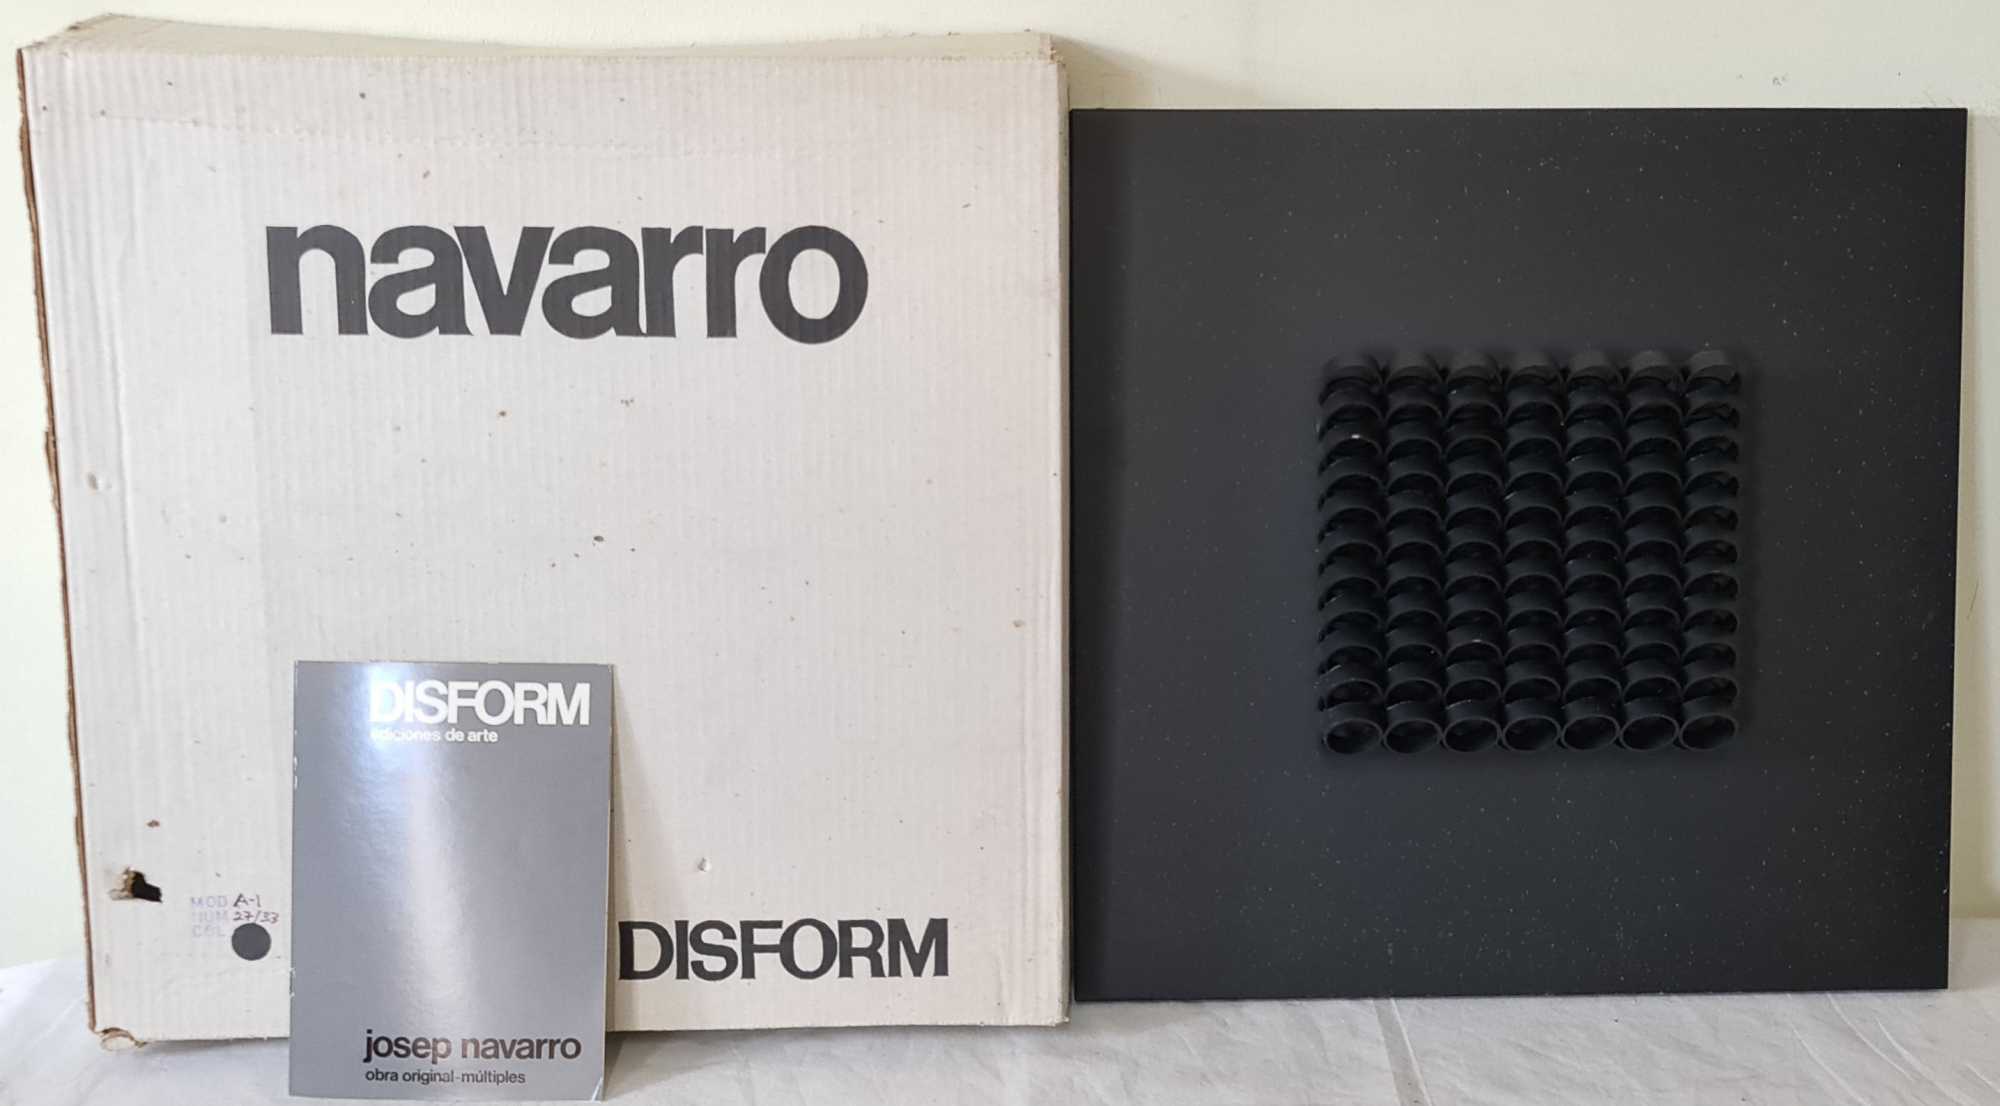 navarro
DISFORM
ediciones de arte
MOD A-1
NUM 27/33
COL
DISFORM
josep navarro
obra original-múltiples